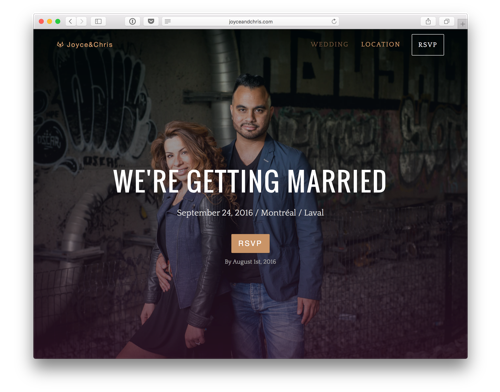 joyceandchris.com
Joyce&Chris
WEDDING
LOCATION
RSVP
WE'RE GETTING MARRIED
September 24, 2016 / Montréal / Laval
RSVP
By August 1st, 2016